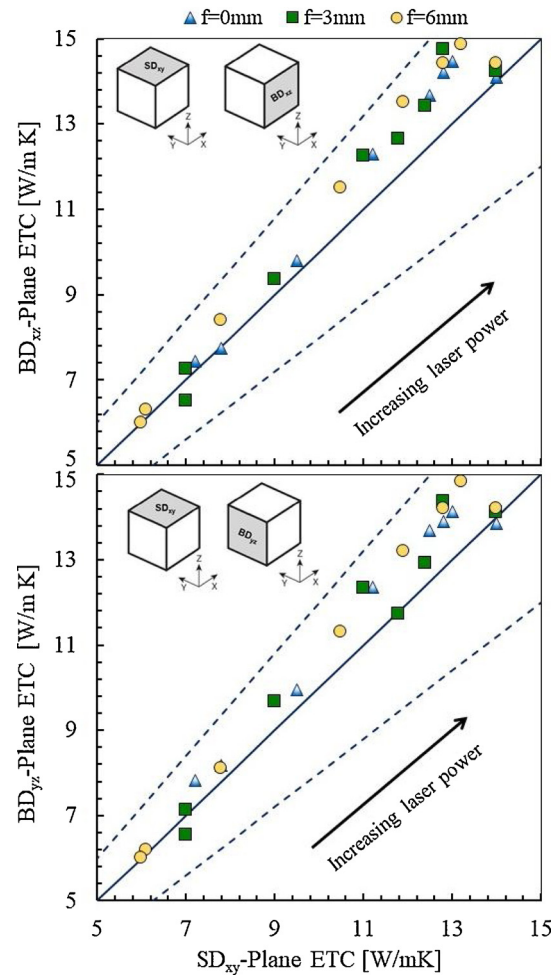 f=0mm f=3mm f=6mm
15
13
11
9
7
5
BDxz-Plane ETC [W/m K]
SDxy
BDxz
Z
Y X
Z
Y X
Increasing laser power
15
13
11
9
7
5
BDyz-Plane ETC [W/m K]
SDxy
BDyz
Z
Y X
Z
Y X
Increasing laser power
5 7 9 11 13 15
SDxy-Plane ETC [W/mK]